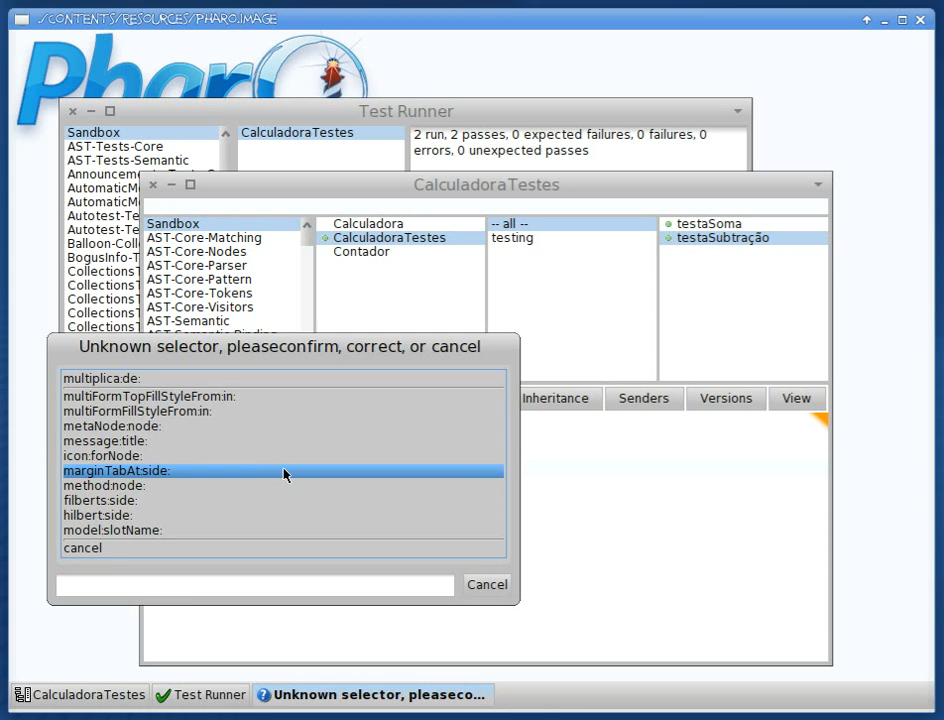 ./CONTENTS/RESOURCES/PHARO.IMAGE
Pharo
Test Runner
Sandbox
AST-Tests-Core
AST-Tests-Semantic
CalculadoraTestes
2 run, 2 passes, 0 expected failures, 0 failures, 0
errors, 0 unexpected passes
CalculadoraTestes
Sandbox
AST-Core-Matching
AST-Core-Nodes
AST-Core-Parser
AST-Core-Pattern
AST-Core-Tokens
AST-Core-Visitors
AST-Semantic
Calculadora
CalculadoraTestes
Contador
-- all --
testing
testaSoma
testaSubtração
Inheritance
Senders
Versions
View
Unknown selector, pleaseconfirm, correct, or cancel
multiplica:de:
multiFormTopFillStyleFrom:in:
multiFormFillStyleFrom:in:
metaNode:node:
message:title:
icon:forNode:
marginTabAt:side:
method:node:
filberts:side:
hilbert:side:
model:slotName:
cancel
Cancel
CalculadoraTestes
Test Runner
Unknown selector, pleaseco...